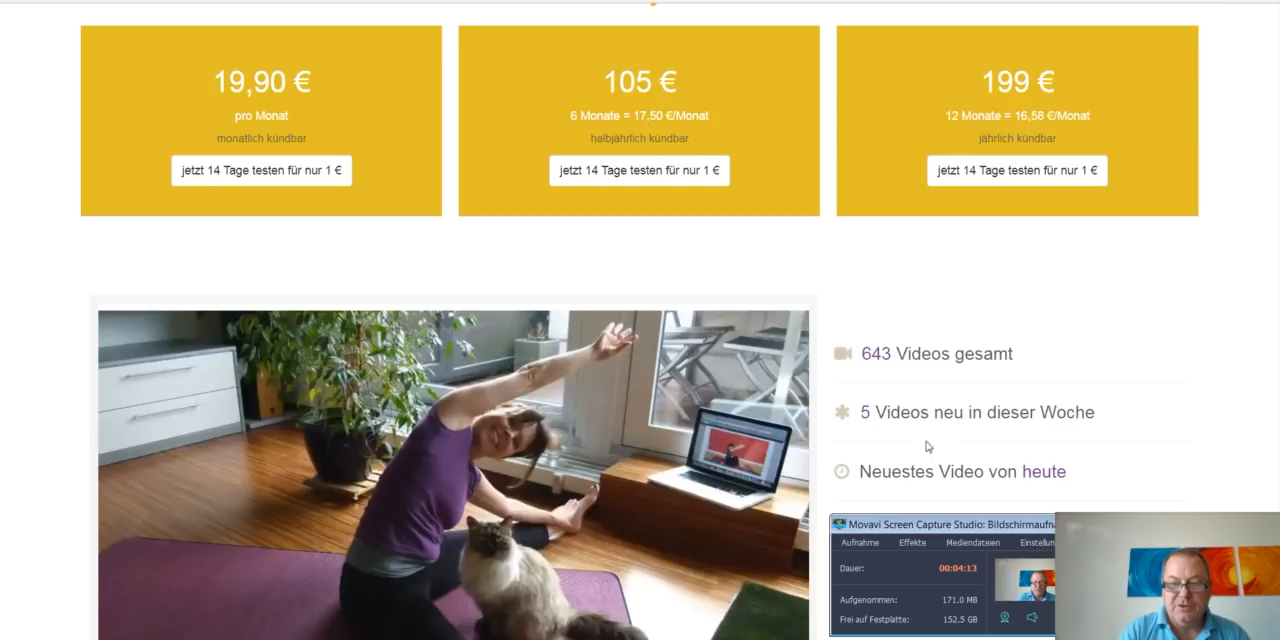 19,90 €
pro Monat
monatlich kündbar
jetzt 14 Tage testen für nur 1 €
105 €
6 Monate = 17,50 €/Monat
halbjährlich kündbar
jetzt 14 Tage testen für nur 1 €
199 €
12 Monate = 16,58 €/Monat
jährlich kündbar
jetzt 14 Tage testen für nur 1 €
643 Videos gesamt
5 Videos neu in dieser Woche
Neuestes Video von heute
Movavi Screen Capture Studio: Bildschirmaufna
Aufnahme Effekte Mediendateien Einstellun
Dauer: 00:04:13
Aufgenommen: 171.0 MB
Frei auf Festplatte: 152.5 GB